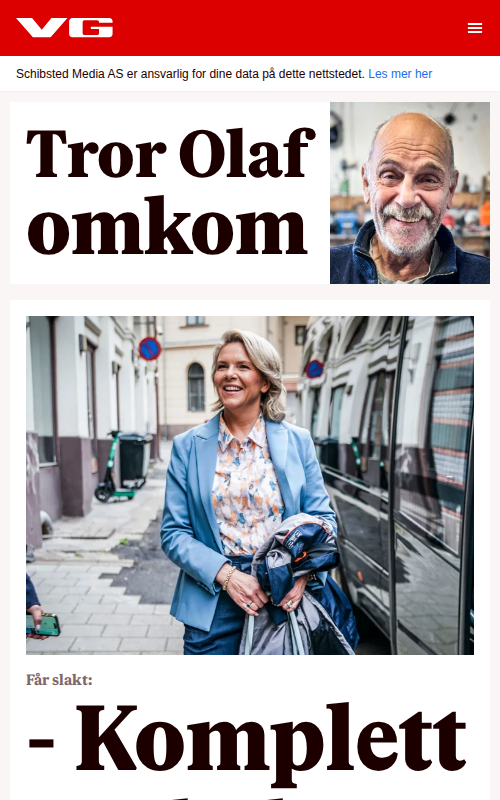 VG
Schibsted Media AS er ansvarlig for dine data på dette nettstedet. Les mer her
Tror Olaf
omkom
Får slakt:
- Komplett